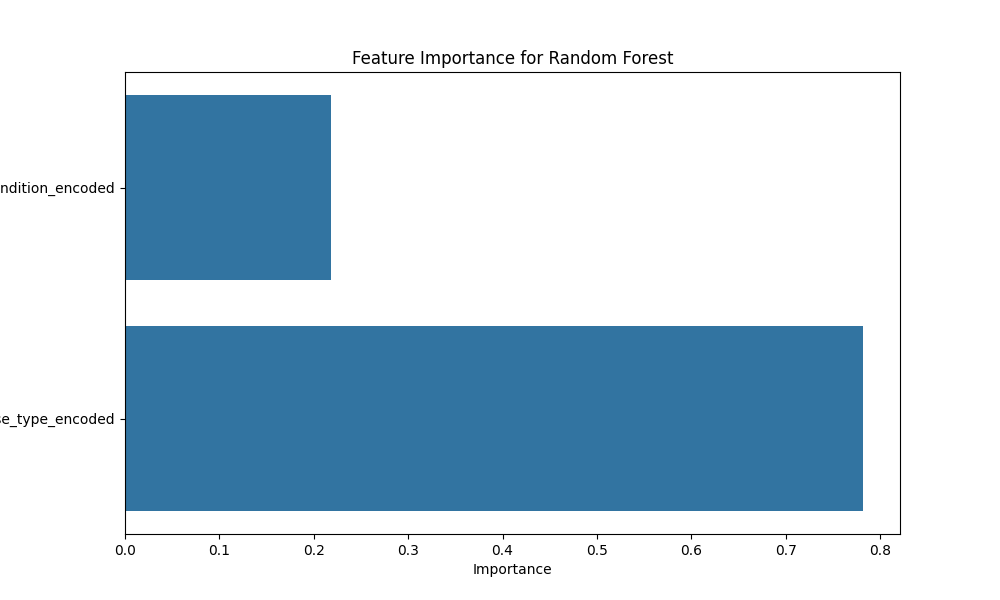 Feature Importance for Random Forest
ndition_encoded
se_type_encoded
0.0 0.1 0.2 0.3 0.4 0.5 0.6 0.7 0.8
Importance